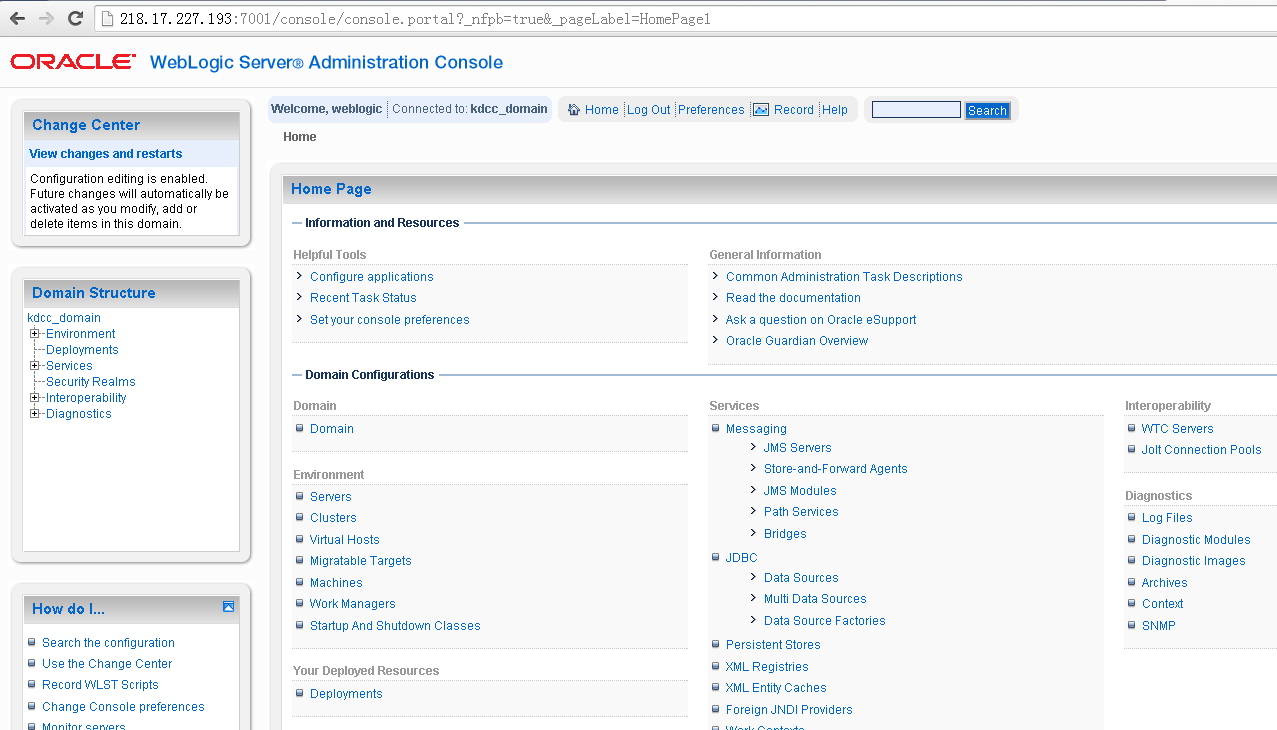 218.17.227.193:7001/console/console.portal?_nfpb=true&_pageLabel=HomePage1
ORACLE WebLogic Server® Administration Console
Change Center
View changes and restarts
Configuration editing is enabled.
Future changes will automatically be
activated as you modify, add or
delete items in this domain.
Domain Structure
kdcc_domain
Environment
Deployments
Services
Security Realms
Interoperability
Diagnostics
How do I...
Search the configuration
Use the Change Center
Record WLST Scripts
Change Console preferences
Monitor servers
Welcome, weblogic Connected to: kdcc_domain
Home Log Out Preferences Record Help
Search
Home
Home Page
Information and Resources
Helpful Tools
Configure applications
Recent Task Status
Set your console preferences
General Information
Common Administration Task Descriptions
Read the documentation
Ask a question on Oracle eSupport
Oracle Guardian Overview
Domain Configurations
Domain
Domain
Environment
Servers
Clusters
Virtual Hosts
Migratable Targets
Machines
Work Managers
Startup And Shutdown Classes
Your Deployed Resources
Deployments
Services
Messaging
JMS Servers
Store-and-Forward Agents
JMS Modules
Path Services
Bridges
JDBC
Data Sources
Multi Data Sources
Data Source Factories
Persistent Stores
XML Registries
XML Entity Caches
Foreign JNDI Providers
Work Contexts
Interoperability
WTC Servers
Jolt Connection Pools
Diagnostics
Log Files
Diagnostic Modules
Diagnostic Images
Archives
Context
SNMP